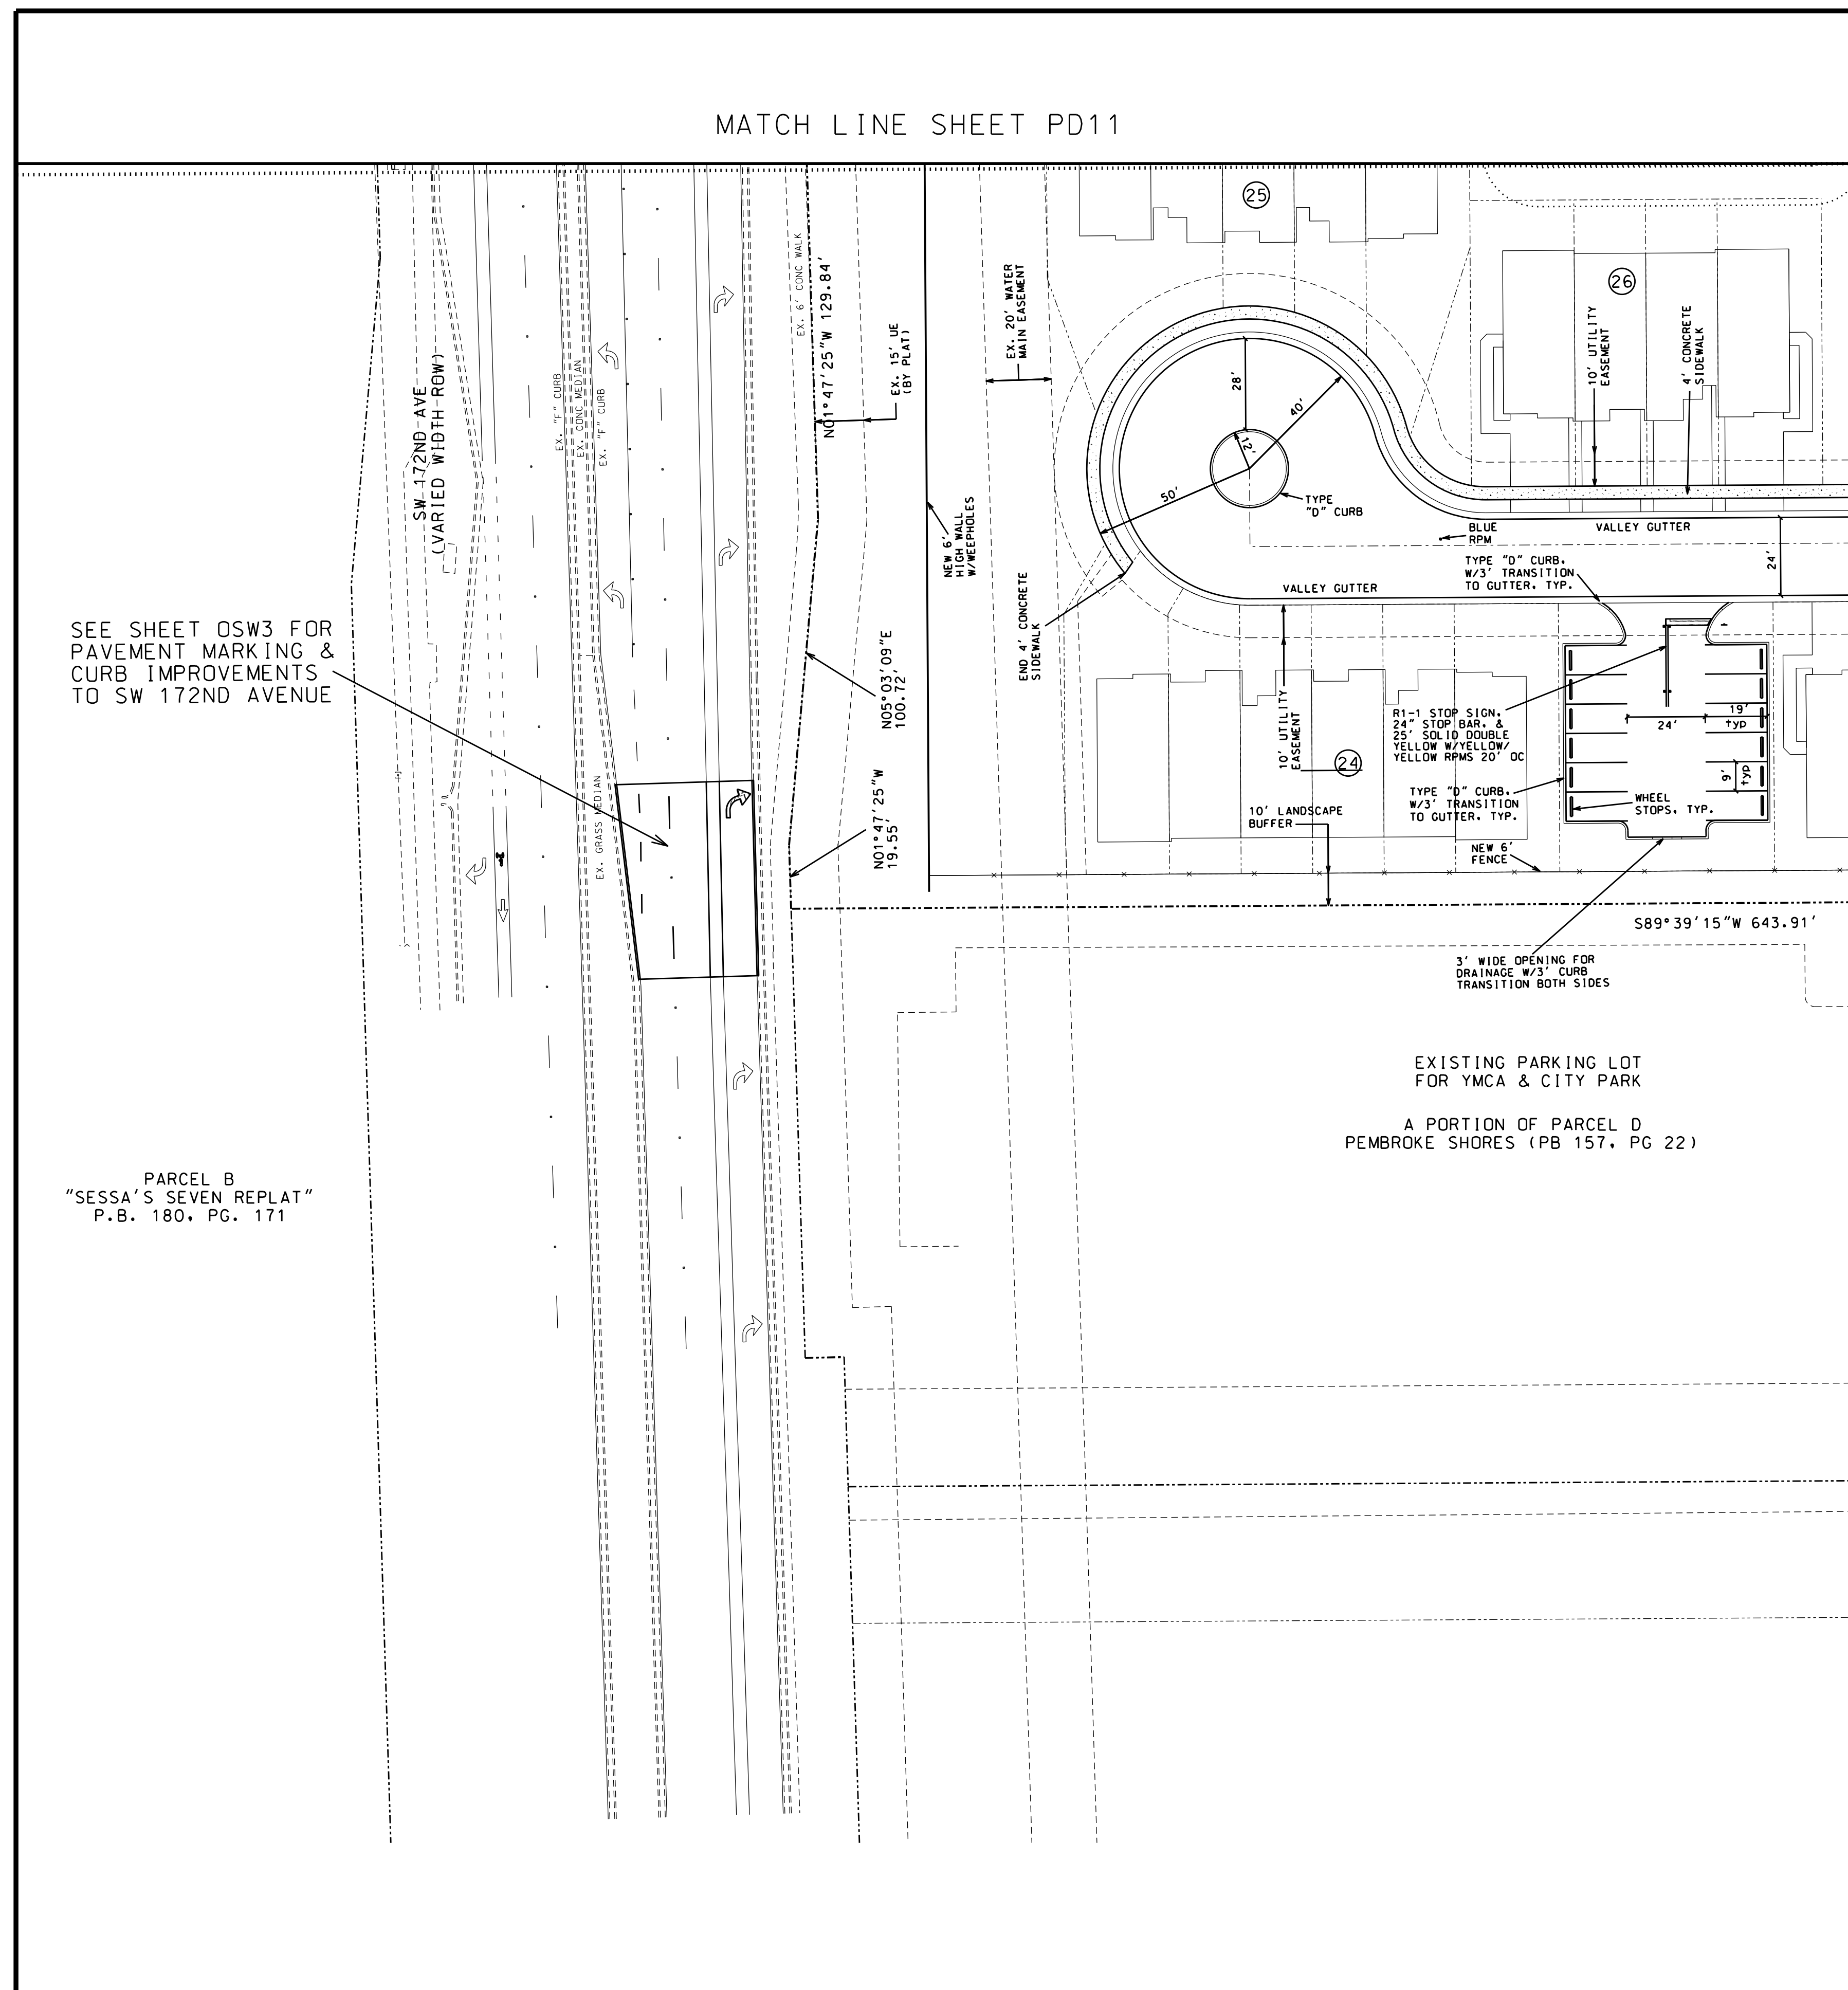 MATCH LINE SHEET PD11
25
26
SW 172ND AVE
(VARIED WIDTH ROW)
EX. "F" CURB
EX. CONC MEDIAN
EX. "F" CURB
EX. 6' CONC WALK
N01°47'25"W 129.84'
EX. 15' UE
(BY PLAT)
EX. 20' WATER
MAIN EASEMENT
28'
40'
12'
50'
TYPE
"D" CURB
10' UTILITY
EASEMENT
4' CONCRETE
SIDEWALK
NEW 6'
HIGH WALL
W/WEEPHOLES
BLUE
RPM
VALLEY GUTTER
24'
TYPE "D" CURB,
W/3' TRANSITION
TO GUTTER, TYP.
VALLEY GUTTER
END 4' CONCRETE
SIDEWALK
SEE SHEET OSW3 FOR
PAVEMENT MARKING &
CURB IMPROVEMENTS
TO SW 172ND AVENUE
N05°03'09"E
100.72'
10' UTILITY
EASEMENT
24
R1-1 STOP SIGN,
24" STOP BAR, &
25' SOLID DOUBLE
YELLOW W/YELLOW/
YELLOW RPMS 20' OC
24'
19'
typ
9'
typ
TYPE "D" CURB,
W/3' TRANSITION
TO GUTTER, TYP.
WHEEL
STOPS, TYP.
EX. GRASS MEDIAN
N01°47'25"W
19.55'
10' LANDSCAPE
BUFFER
NEW 6'
FENCE
S89°39'15"W 643.91'
3' WIDE OPENING FOR
DRAINAGE W/3' CURB
TRANSITION BOTH SIDES
EXISTING PARKING LOT
FOR YMCA & CITY PARK
A PORTION OF PARCEL D
PEMBROKE SHORES (PB 157, PG 22)
PARCEL B
"SESSA'S SEVEN REPLAT"
P.B. 180, PG. 171